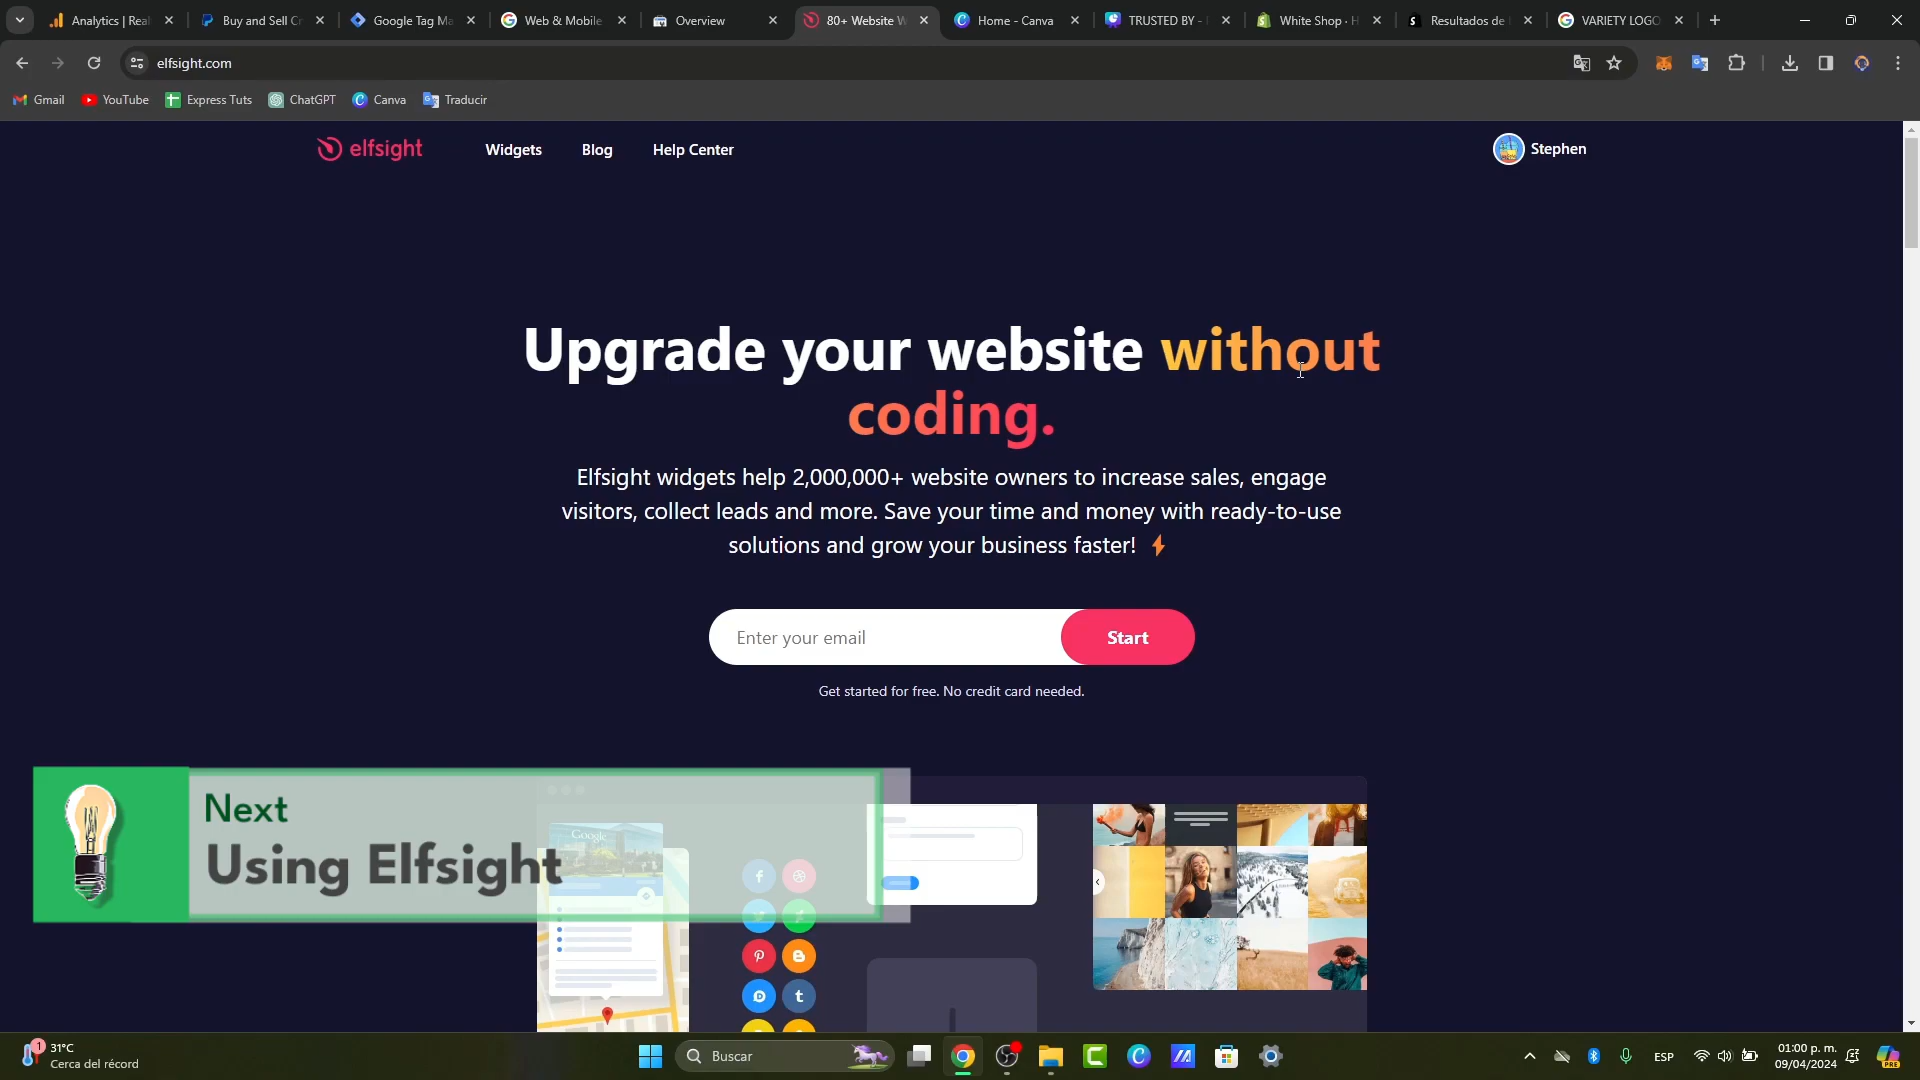 Analytics | Rea
Buy and Sell Cr
Google Tag Ma
Web & Mobile
Overview
80+ Website W
Home - Canva
TRUSTED BY -
White Shop · H
Resultados de
VARIETY LOGO
elfsight.com
Gmail
YouTube
Express Tuts
ChatGPT
Canva
Traducir
elfsight
Widgets
Blog
Help Center
Stephen
Upgrade your website without
coding.
Elfsight widgets help 2,000,000+ website owners to increase sales, engage
visitors, collect leads and more. Save your time and money with ready-to-use
solutions and grow your business faster!
Enter your email
Start
Get started for free. No credit card needed.
Next
Using Elfsight
Google
1
31°C
Cerca del récord
Buscar
ESP
01:00 p. m.
09/04/2024
PRE